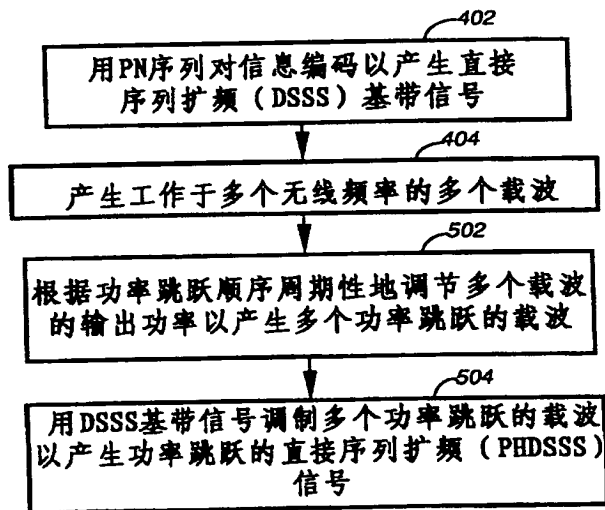 402
用PN序列对信息编码以产生直接
序列扩频(DSSS)基带信号
404
产生工作于多个无线频率的多个载波
502
根据功率跳跃顺序周期性地调节多个载波
的输出功率以产生多个功率跳跃的载波
504
用DSSS基带信号调制多个功率跳跃的载波
以产生功率跳跃的直接序列扩频(PHDSSS)
信号